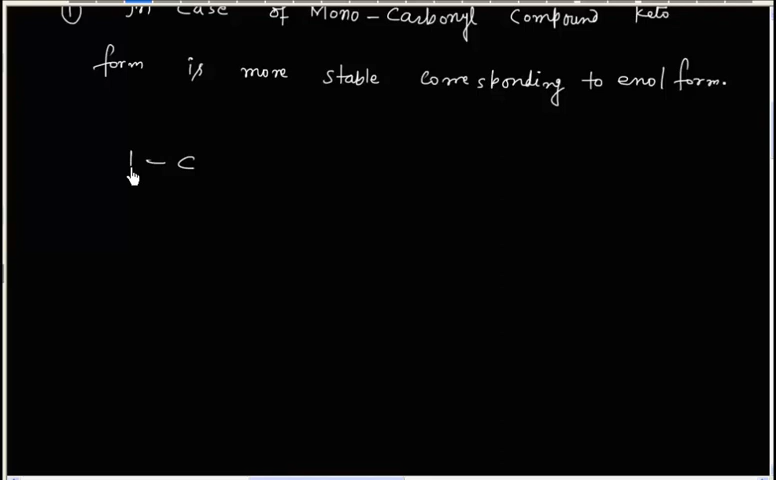 ① In Case of Mono-Carbonyl Compound Keto
form is more stable corresponding to enol form.
| - C